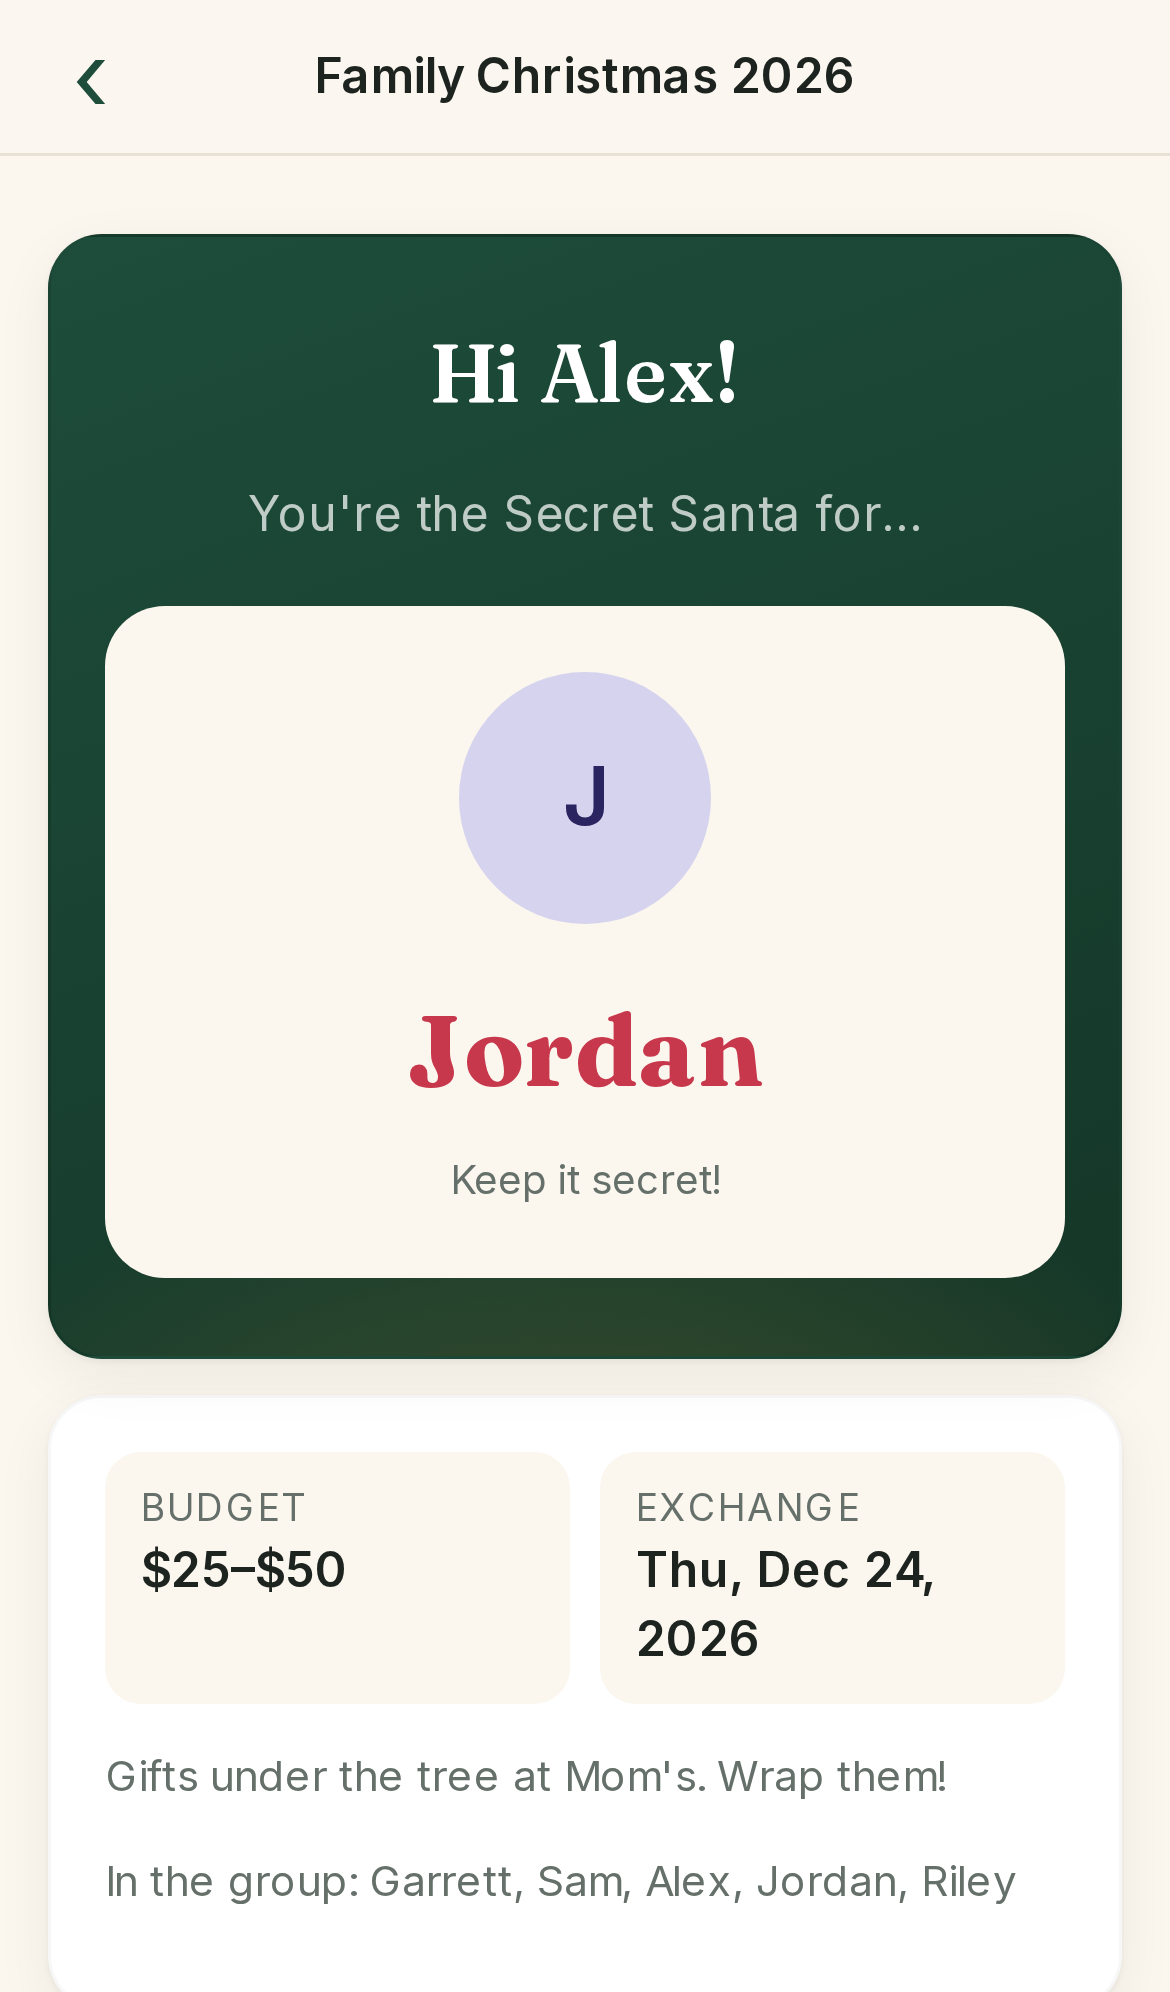 Family Christmas 2026
Hi Alex!
You're the Secret Santa for...
J
Jordan
Keep it secret!
BUDGET
$25–$50
EXCHANGE
Thu, Dec 24,
2026
Gifts under the tree at Mom's. Wrap them!
In the group: Garrett, Sam, Alex, Jordan, Riley